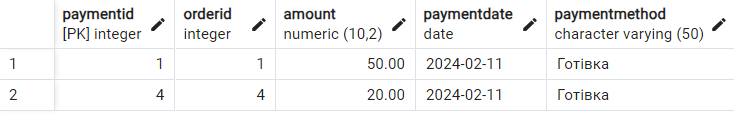 paymentid orderid amount paymentdate paymentmethod
[PK] integer integer numeric (10,2) date character varying (50)
1 1 1 50.00 2024-02-11 Готівка
2 4 4 20.00 2024-02-11 Готівка